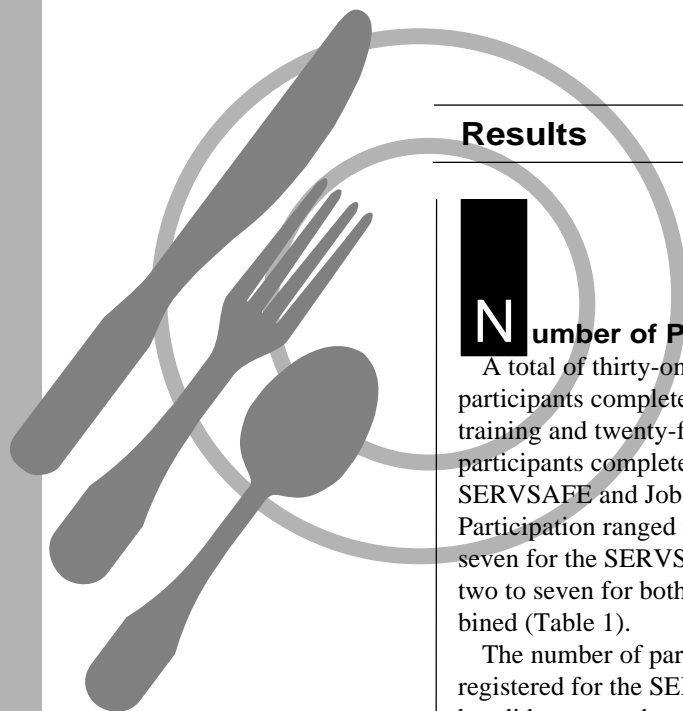 Results
Number of P
A total of thirty-on
participants complete
training and twenty-f
participants complete
SERVSAFE and Job
Participation ranged
seven for the SERVS
two to seven for both
bined (Table 1).
The number of par
registered for the SE